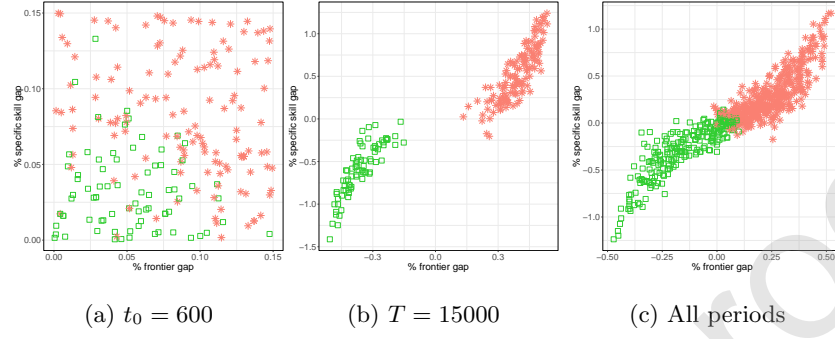 0.15
0.10
0.05
0.00
% specific skill gap
0.00 0.05 0.10 0.15
% frontier gap
(a) t₀ = 600
1.0
0.5
0.0
−0.5
−1.0
−1.5
% specific skill gap
−0.3 0.0 0.3
% frontier gap
(b) T = 15000
1.0
0.5
0.0
−0.5
−1.0
% specific skill gap
−0.50 −0.25 0.00 0.25 0.50
% frontier gap
(c) All periods